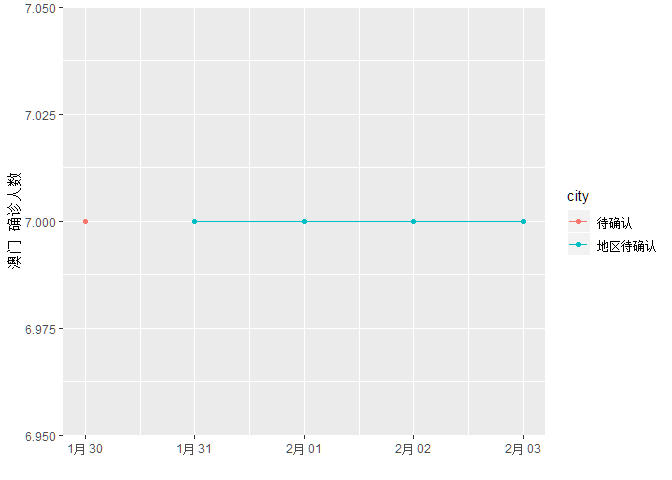 7.050
7.025
7.000
6.975
6.950
澳门 确诊人数
1月 30
1月 31
2月 01
2月 02
2月 03
city
待确认
地区待确认